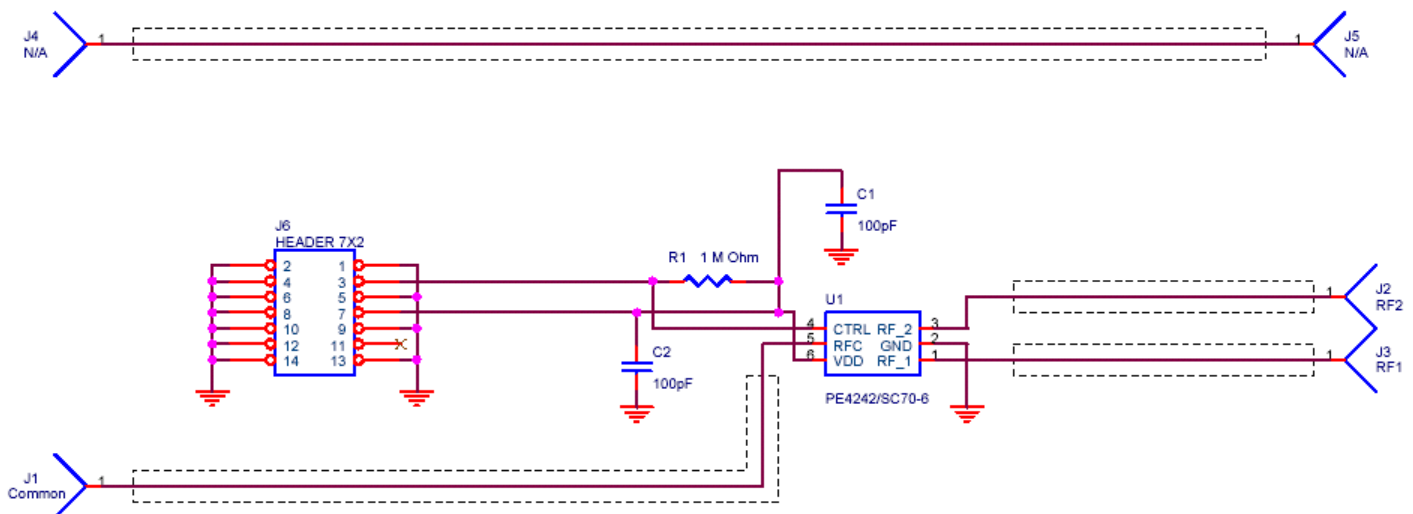 J4
N/A
1
1
J5
N/A
C1
100pF
J6
HEADER 7X2
R1 1 M Ohm
2 1
4 3
6 5
8 7
10 9
12 11
14 13
U1
4 CTRL RF_2 3
5 RFC GND 2
6 VDD RF_1 1
PE4242/SC70-6
C2
100pF
1
J2
RF2
1
J3
RF1
J1
Common
1